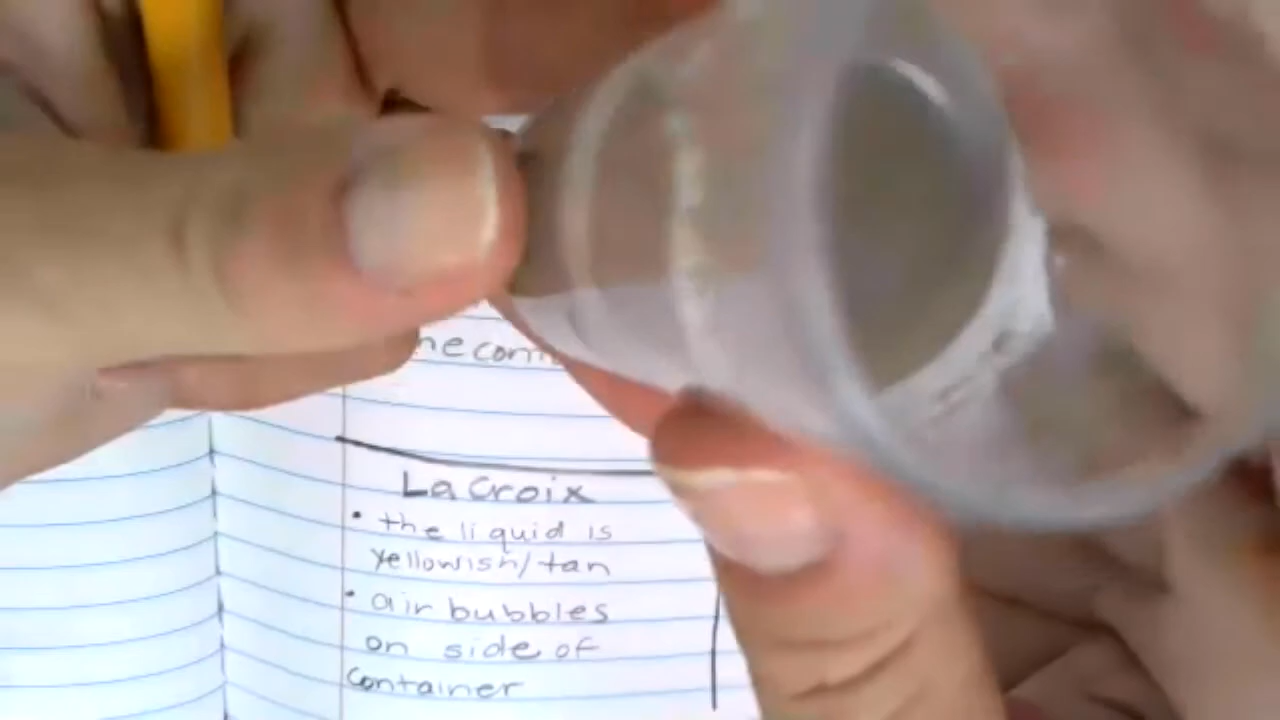 La Croix
• the liquid is
yellowish/tan
• air bubbles
on side of
container